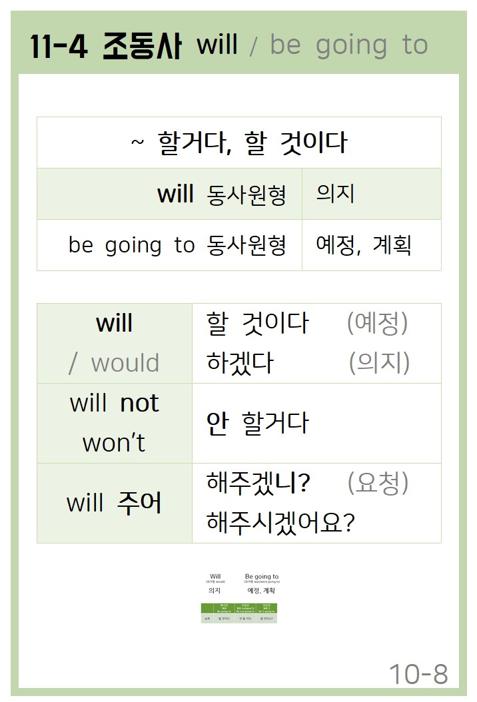 11-4 조동사 will / be going to
~ 할거다, 할 것이다
will 동사원형 의지
be going to 동사원형 예정, 계획
will 할 것이다 (예정)
/ would 하겠다 (의지)
will not
won't
안 할거다
will 주어
해주겠니? (요청)
해주시겠어요?
Will Be going to
의지 예정, 계획
10-8